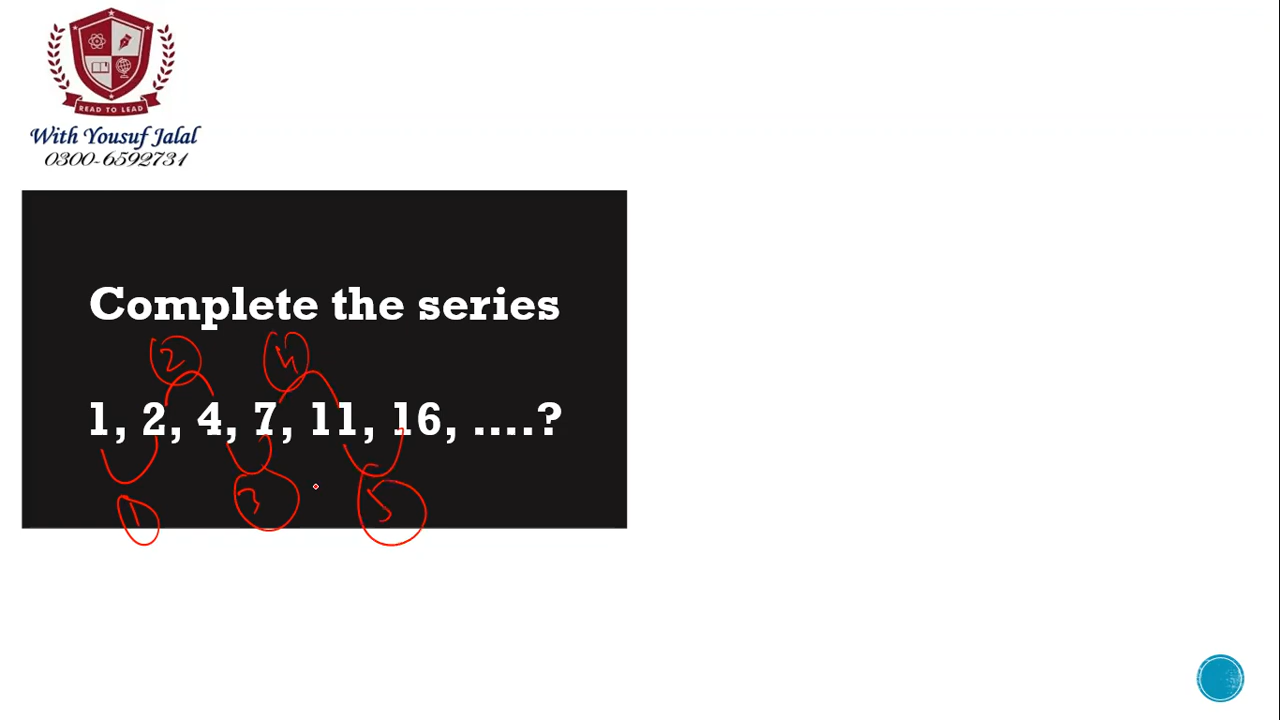 READ TO LEAD
With Yousuf Jalal
0300-6592731
Complete the series
2 4
1, 2, 4, 7, 11, 16, ....?
1 3 5